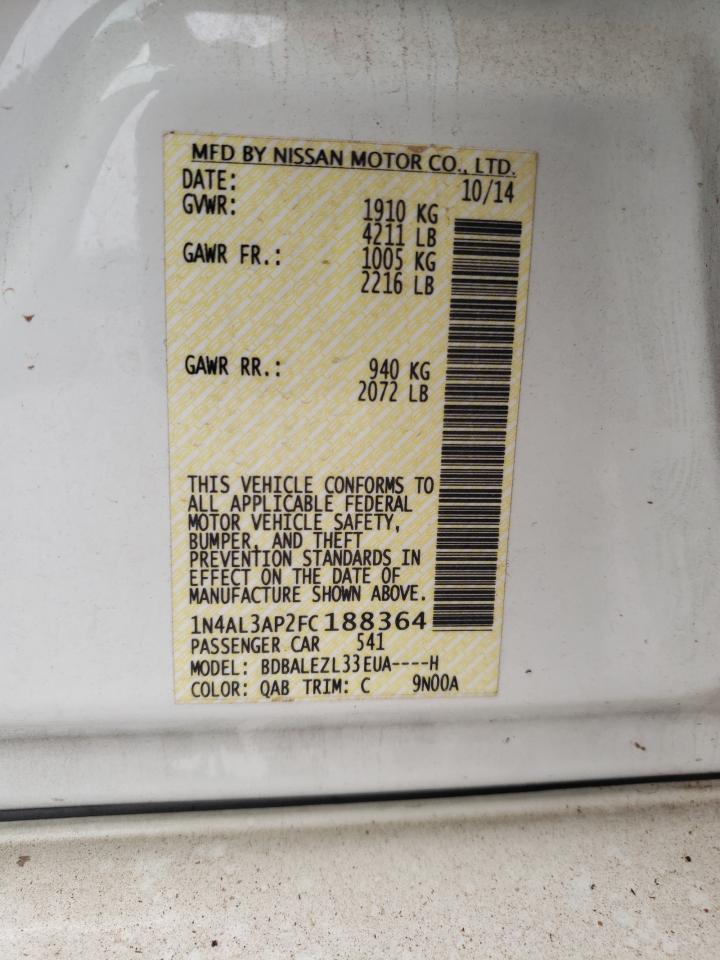 MFD BY NISSAN MOTOR CO., LTD.
DATE: 10/14
GVWR: 1910 KG
4211 LB
GAWR FR.: 1005 KG
2216 LB
GAWR RR.: 940 KG
2072 LB
THIS VEHICLE CONFORMS TO
ALL APPLICABLE FEDERAL
MOTOR VEHICLE SAFETY,
BUMPER, AND THEFT
PREVENTION STANDARDS IN
EFFECT ON THE DATE OF
MANUFACTURE SHOWN ABOVE.
1N4AL3AP2FC188364
PASSENGER CAR 541
MODEL: BDBALEZL33EUA----H
COLOR: QAB TRIM: C 9N00A